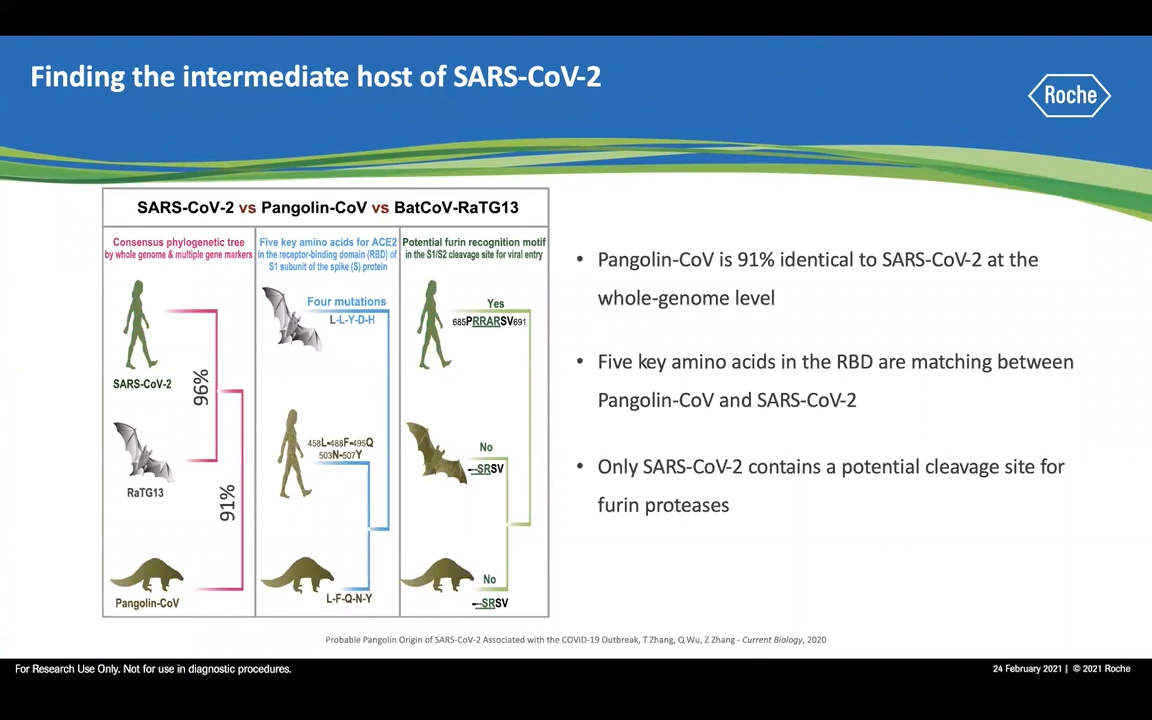 Finding the intermediate host of SARS-CoV-2
Roche
SARS-CoV-2 vs Pangolin-CoV vs BatCoV-RaTG13
Consensus phylogenetic tree
by whole genome & multiple gene markers
SARS-CoV-2
96%
RaTG13
91%
Pangolin-CoV
Five key amino acids for ACE2
in the receptor-binding domain (RBD) of
S1 subunit of the spike (S) protein
Four mutations
L-L-Y-D-H
458L-488F-495Q
503N-507Y
L-F-Q-N-Y
Potential furin recognition motif
in the S1/S2 cleavage site for viral entry
Yes
685PRRARSV691
No
----SRSV
No
----SRSV
• Pangolin-CoV is 91% identical to SARS-CoV-2 at the
whole-genome level
• Five key amino acids in the RBD are matching between
Pangolin-CoV and SARS-CoV-2
• Only SARS-CoV-2 contains a potential cleavage site for
furin proteases
Probable Pangolin Origin of SARS-CoV-2 Associated with the COVID-19 Outbreak, T Zhang, Q Wu, Z Zhang - Current Biology, 2020
For Research Use Only. Not for use in diagnostic procedures.
24 February 2021 | © 2021 Roche